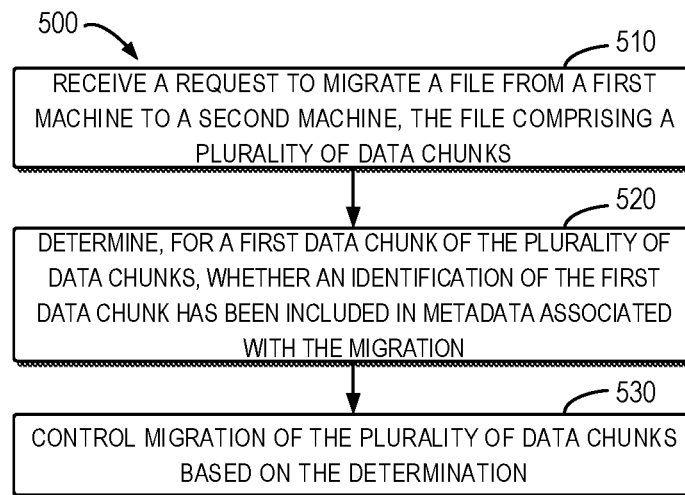 500
510
RECEIVE A REQUEST TO MIGRATE A FILE FROM A FIRST
MACHINE TO A SECOND MACHINE, THE FILE COMPRISING A
PLURALITY OF DATA CHUNKS
520
DETERMINE, FOR A FIRST DATA CHUNK OF THE PLURALITY OF
DATA CHUNKS, WHETHER AN IDENTIFICATION OF THE FIRST
DATA CHUNK HAS BEEN INCLUDED IN METADATA ASSOCIATED
WITH THE MIGRATION
530
CONTROL MIGRATION OF THE PLURALITY OF DATA CHUNKS
BASED ON THE DETERMINATION